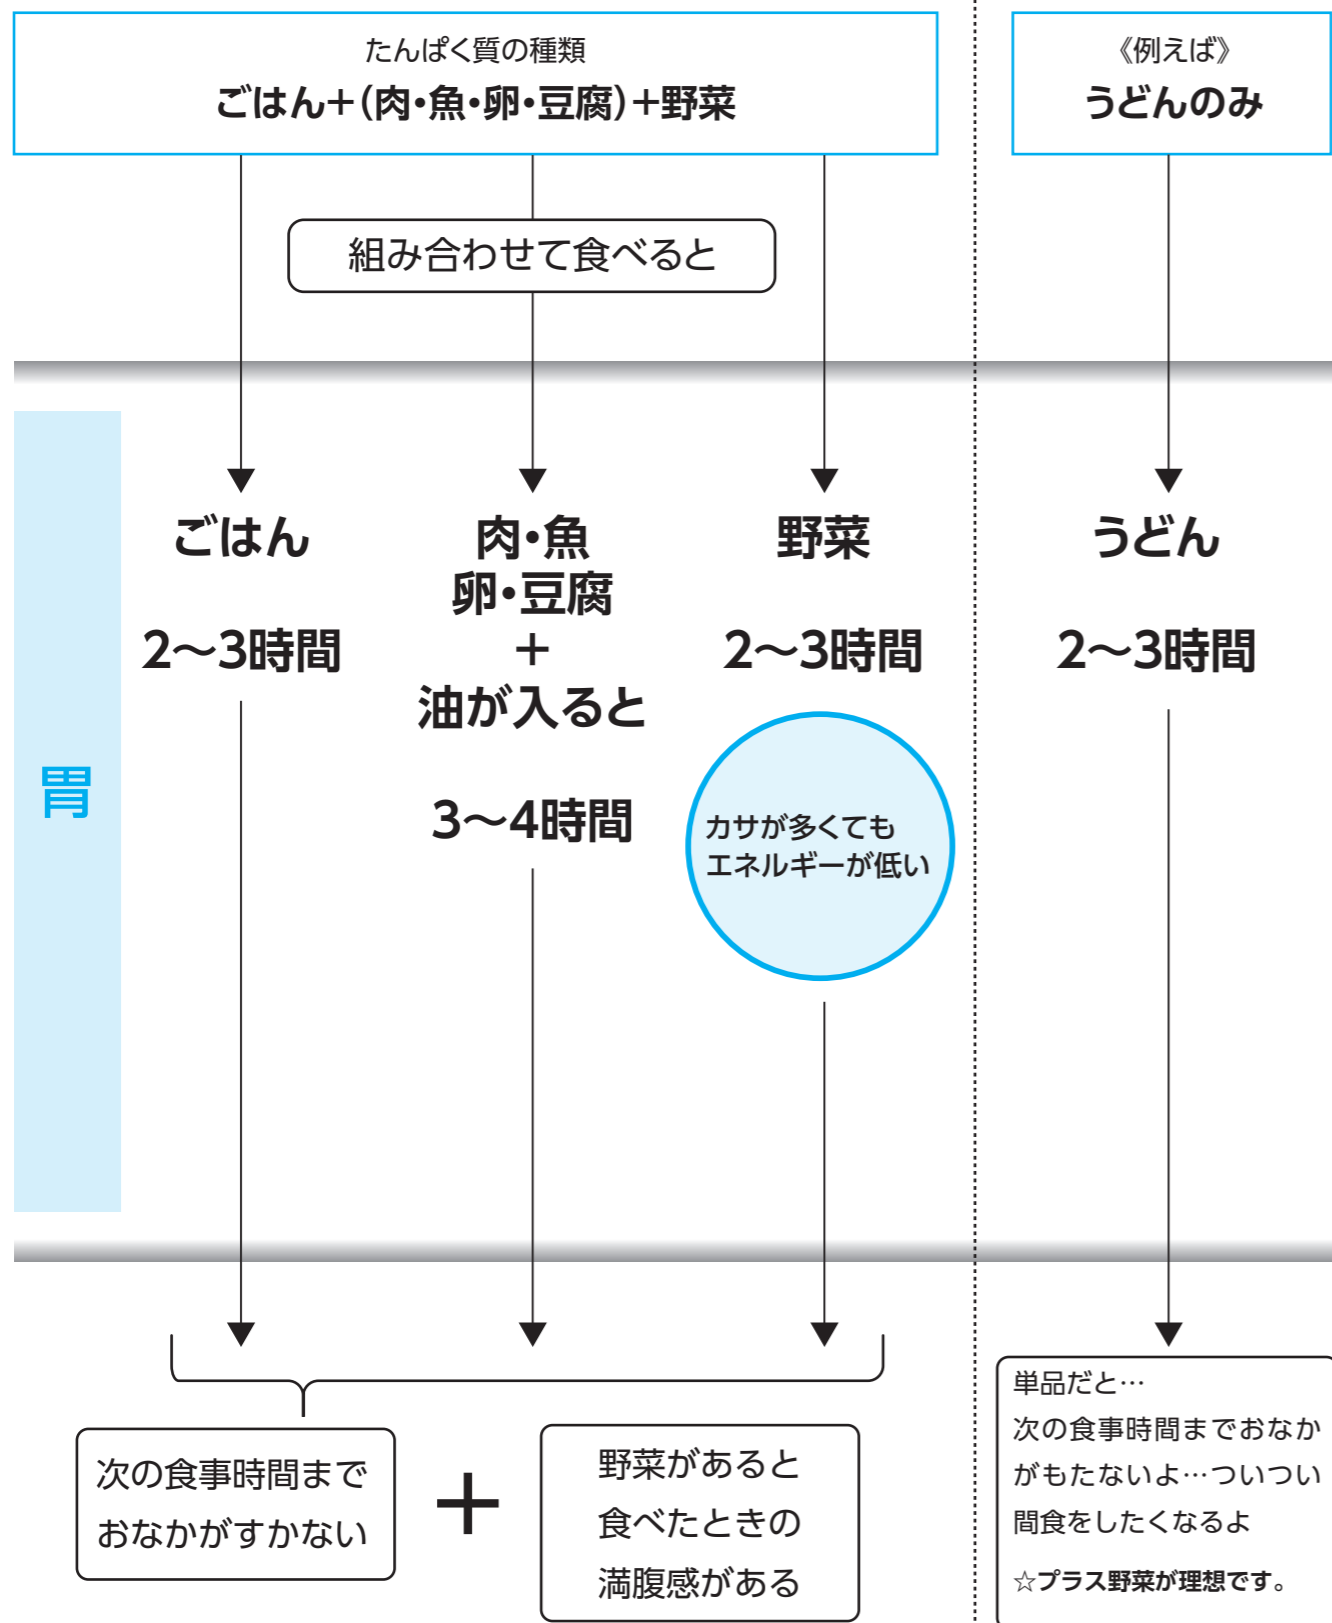 たんぱく質の種類
ごはん+(肉・魚・卵・豆腐)+野菜
《例えば》
うどんのみ
組み合わせて食べると
胃
ごはん
2〜3時間
肉・魚
卵・豆腐
+
油が入ると
3〜4時間
野菜
2〜3時間
カサが多くても
エネルギーが低い
うどん
2〜3時間
次の食事時間まで
おなかがすかない
+
野菜があると
食べたときの
満腹感がある
単品だと…
次の食事時間までおなか
がもたないよ…ついつい
間食をしたくなるよ
☆プラス野菜が理想です。